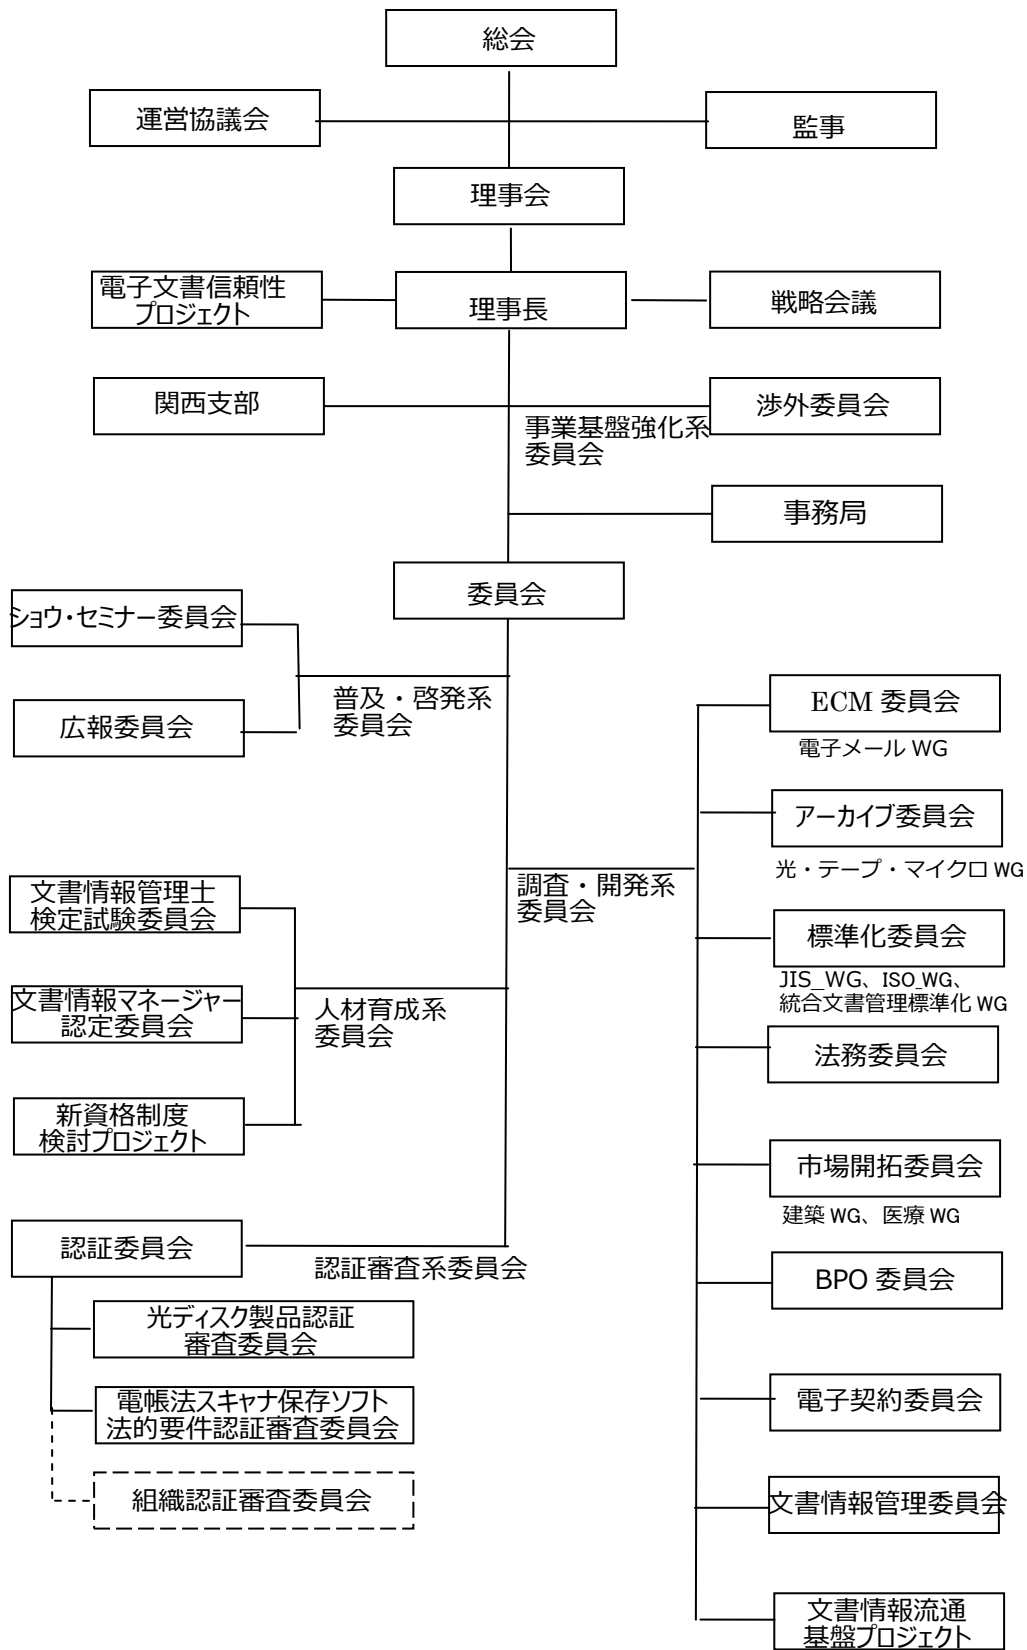 総会
運営協議会
監事
理事会
電子文書信頼性
プロジェクト
理事長
戦略会議
関西支部
渉外委員会
事業基盤強化系
委員会
事務局
委員会
ショウ・セミナー委員会
普及・啓発系
委員会
広報委員会
ECM 委員会
電子メール WG
アーカイブ委員会
光・テープ・マイクロ WG
調査・開発系
委員会
文書情報管理士
検定試験委員会
標準化委員会
JIS_WG、ISO_WG、
統合文書管理標準化 WG
文書情報マネージャー
認定委員会
人材育成系
委員会
法務委員会
新資格制度
検討プロジェクト
市場開拓委員会
建築 WG、医療 WG
認証委員会
認証審査系委員会
BPO 委員会
光ディスク製品認証
審査委員会
電帳法スキャナ保存ソフト
法的要件認証審査委員会
電子契約委員会
組織認証審査委員会
文書情報管理委員会
文書情報流通
基盤プロジェクト